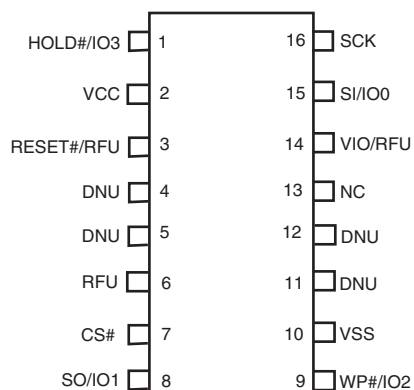 HOLD#/IO3 1 16 SCK
VCC 2 15 SI/IO0
RESET#/RFU 3 14 VIO/RFU
DNU 4 13 NC
DNU 5 12 DNU
RFU 6 11 DNU
CS# 7 10 VSS
SO/IO1 8 9 WP#/IO2